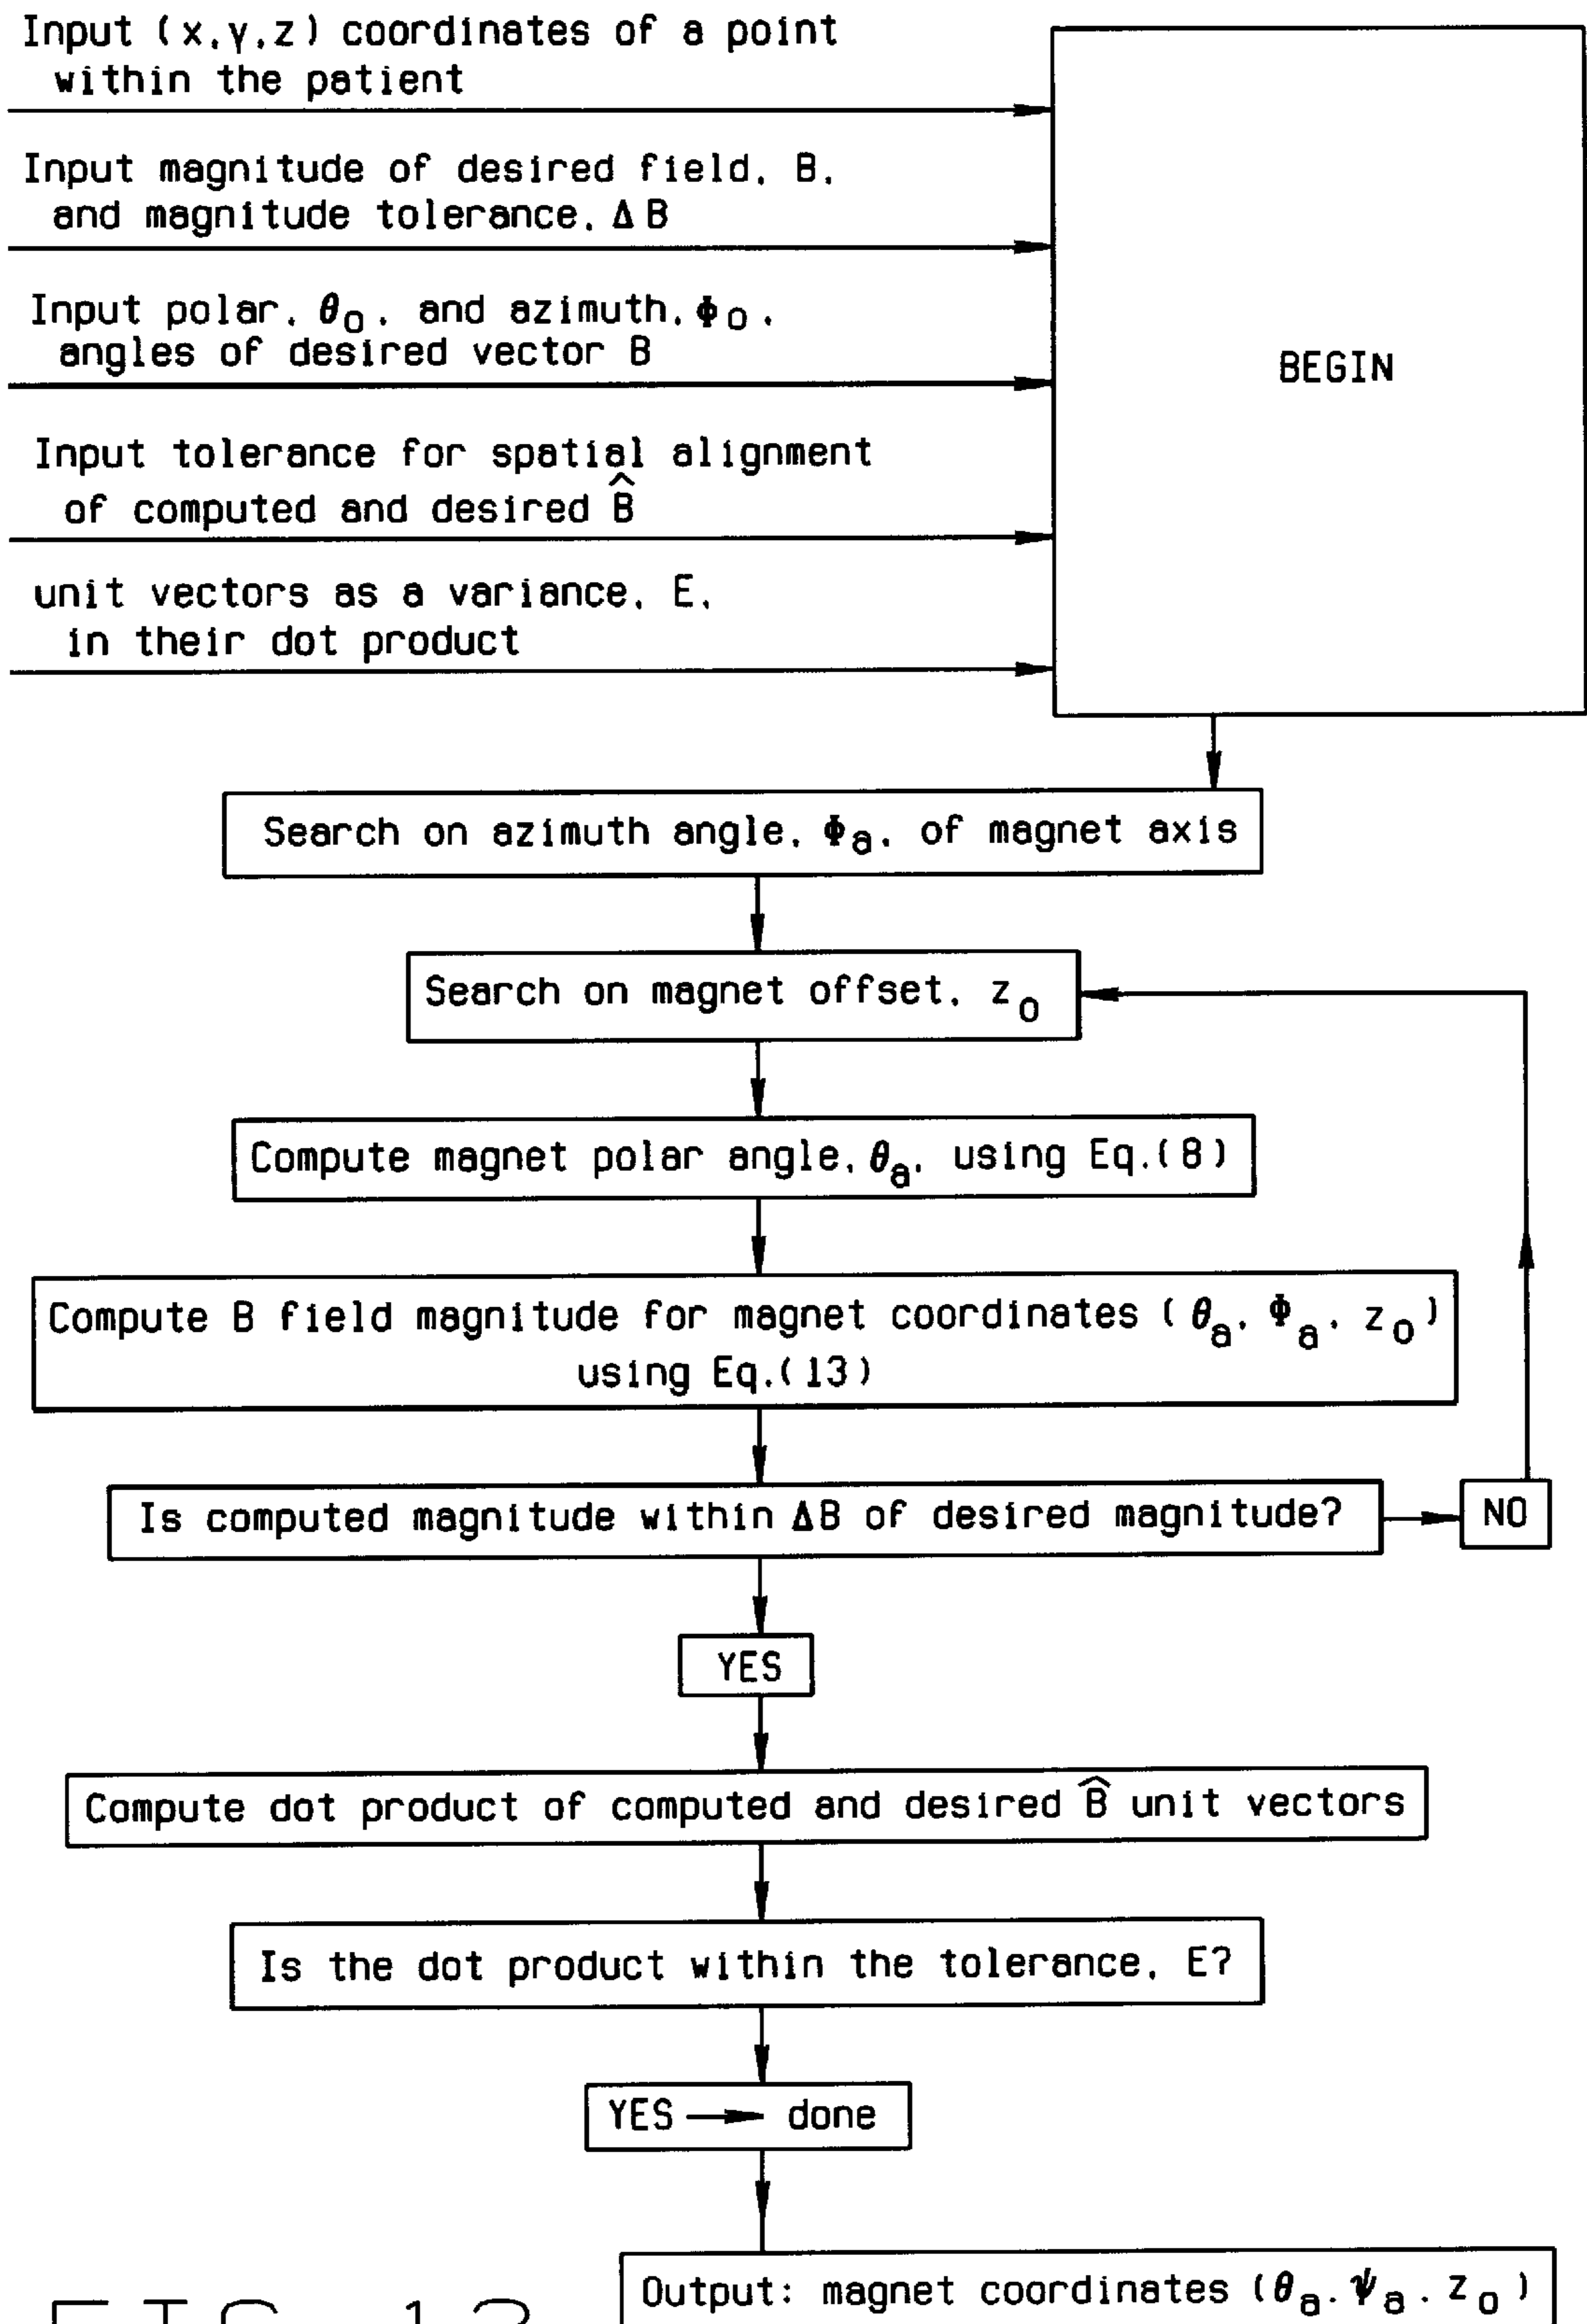 Input (x,y,z) coordinates of a point
within the patient
Input magnitude of desired field, B,
and magnitude tolerance, ΔB
Input polar, θ₀, and azimuth, Φ₀,
angles of desired vector B
Input tolerance for spatial alignment
of computed and desired B̂
unit vectors as a variance, E,
in their dot product
BEGIN
Search on azimuth angle, Φₐ, of magnet axis
Search on magnet offset, z₀
Compute magnet polar angle, θₐ, using Eq.(8)
Compute B field magnitude for magnet coordinates (θₐ, Φₐ, z₀)
using Eq.(13)
Is computed magnitude within ΔB of desired magnitude?
NO
YES
Compute dot product of computed and desired B̂ unit vectors
Is the dot product within the tolerance, E?
YES → done
Output: magnet coordinates (θₐ, ψₐ, z₀)